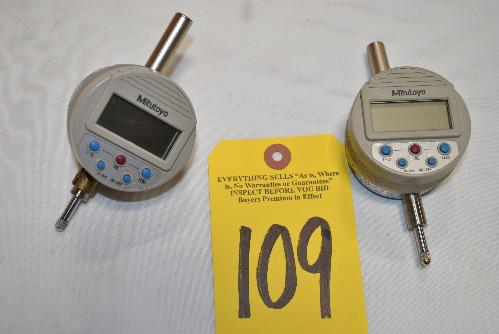 Mitutoyo
Mitutoyo
EVERYTHING SELLS "As is, Where
is, No Warranties or Guarantees"
INSPECT BEFORE YOU BID
Buyers Premium in Effect
109